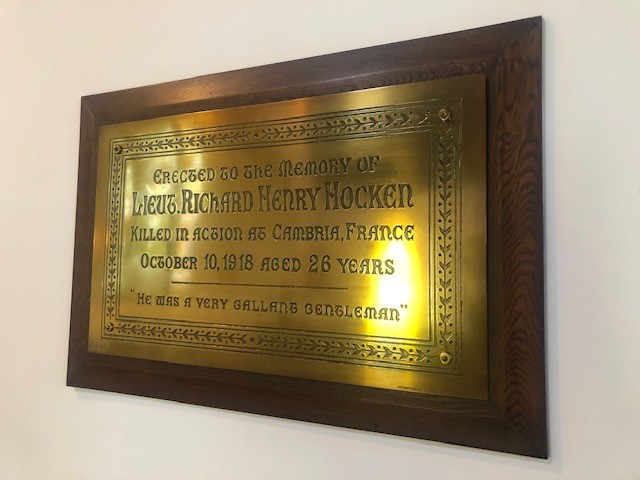 Erected to the Memory of
Lieut. Richard Henry Hocken
Killed in action at Cambria, France
October 10, 1918 aged 26 years
"He was a very gallant gentleman"